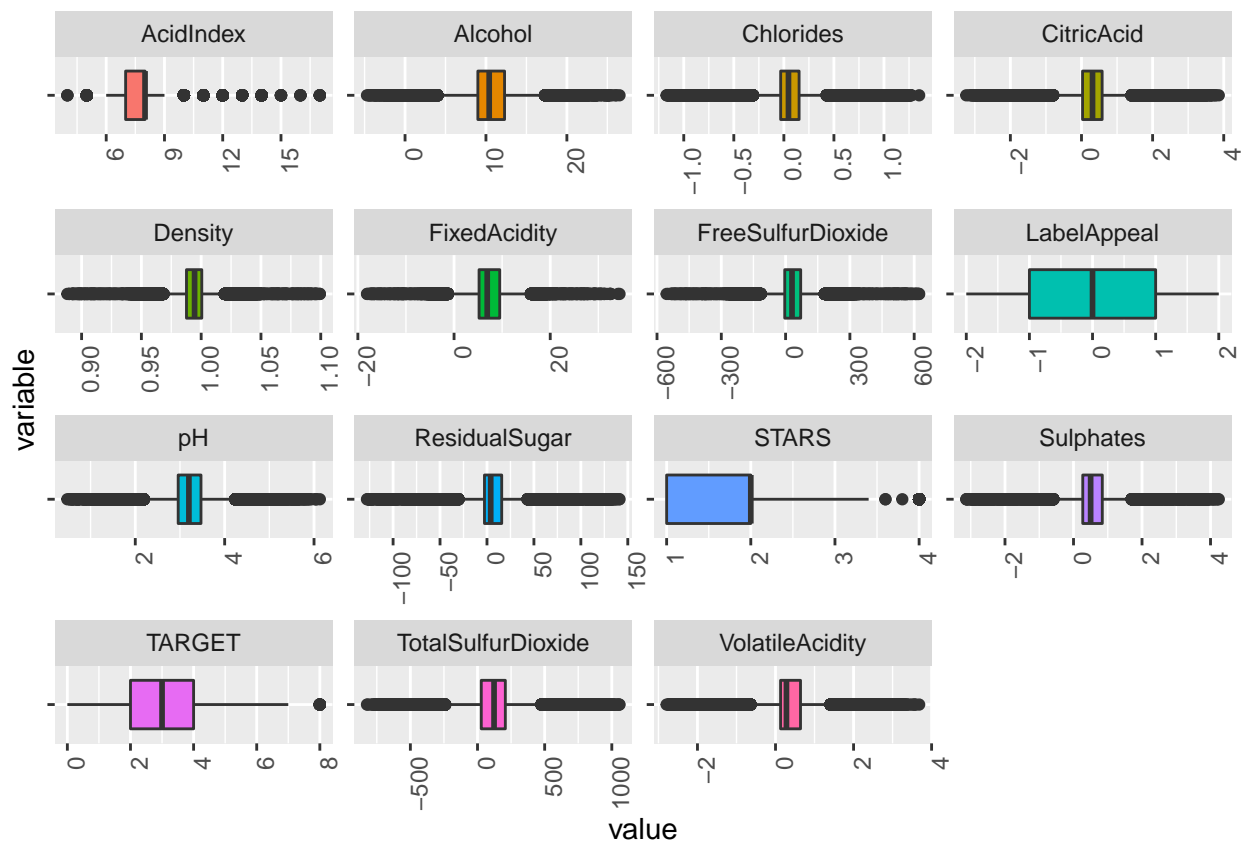 AcidIndex Alcohol Chlorides CitricAcid
6 9 12 15 0 10 20 −1.0 −0.5 0.0 0.5 1.0 −2 0 2 4
Density FixedAcidity FreeSulfurDioxide LabelAppeal
0.90 0.95 1.00 1.05 1.10 −20 0 20 −600 −300 0 300 600 −2 −1 0 1 2
variable
pH ResidualSugar STARS Sulphates
2 4 6 −100 −50 0 50 100 150 1 2 3 4 −2 0 2 4
TARGET TotalSulfurDioxide VolatileAcidity
0 2 4 6 8 −500 0 500 1000 −2 0 2 4
value